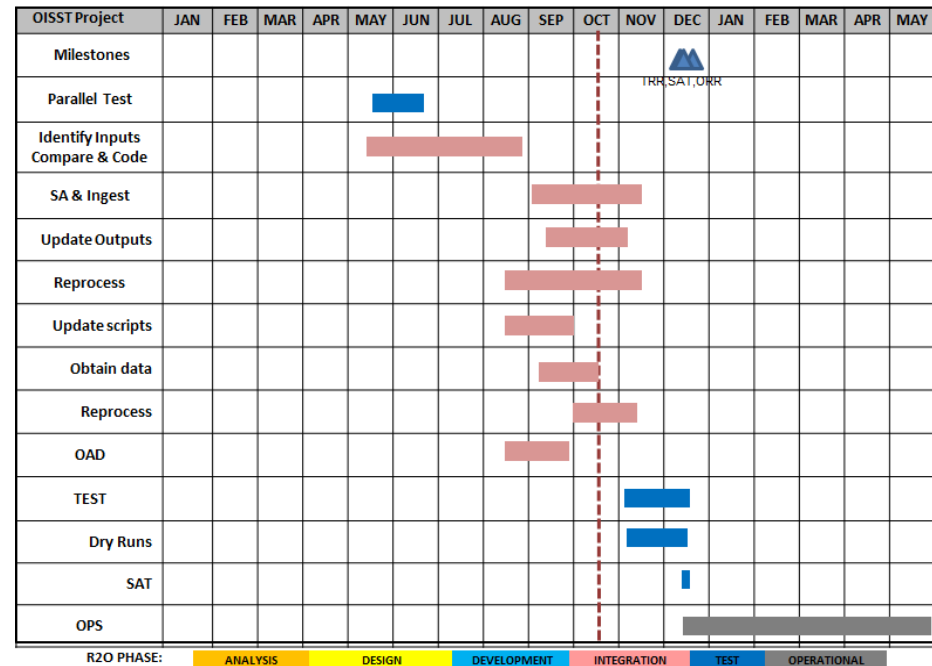 OISST Project JAN FEB MAR APR MAY JUN JUL AUG SEP OCT NOV DEC JAN FEB MAR APR MAY
Milestones
TRR,SAT,ORR
Parallel Test
Identify Inputs
Compare & Code
SA & Ingest
Update Outputs
Reprocess
Update scripts
Obtain data
Reprocess
OAD
TEST
Dry Runs
SAT
OPS
R2O PHASE: ANALYSIS DESIGN DEVELOPMENT INTEGRATION TEST OPERATIONAL